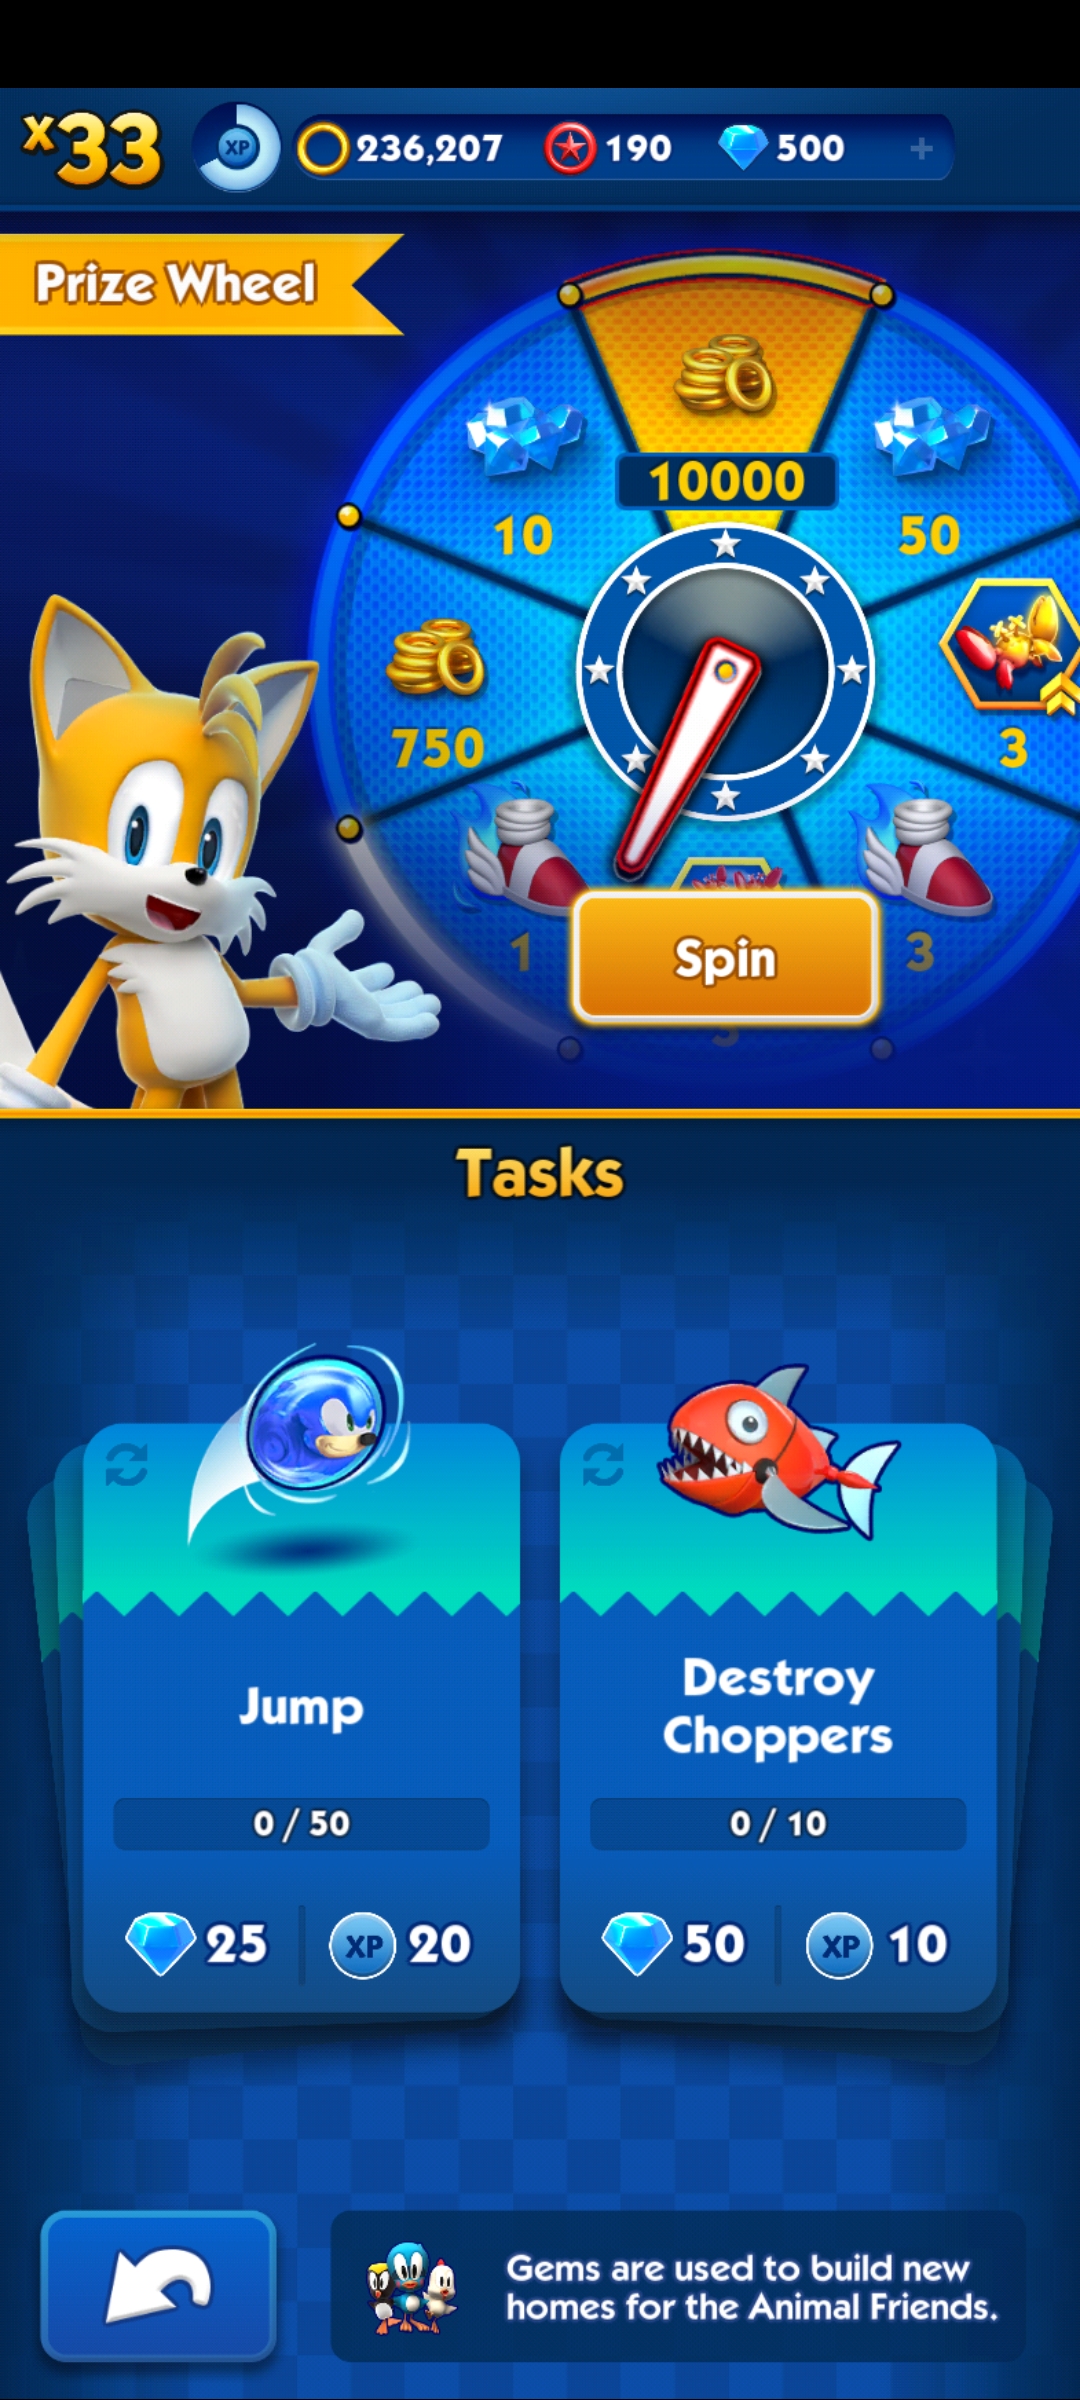 x33
XP
236,207
190
500
+
Prize Wheel
10000
10
50
750
3
1
3
3
Spin
Tasks
Jump
0 / 50
25
XP 20
Destroy
Choppers
0 / 10
50
XP 10
Gems are used to build new
homes for the Animal Friends.